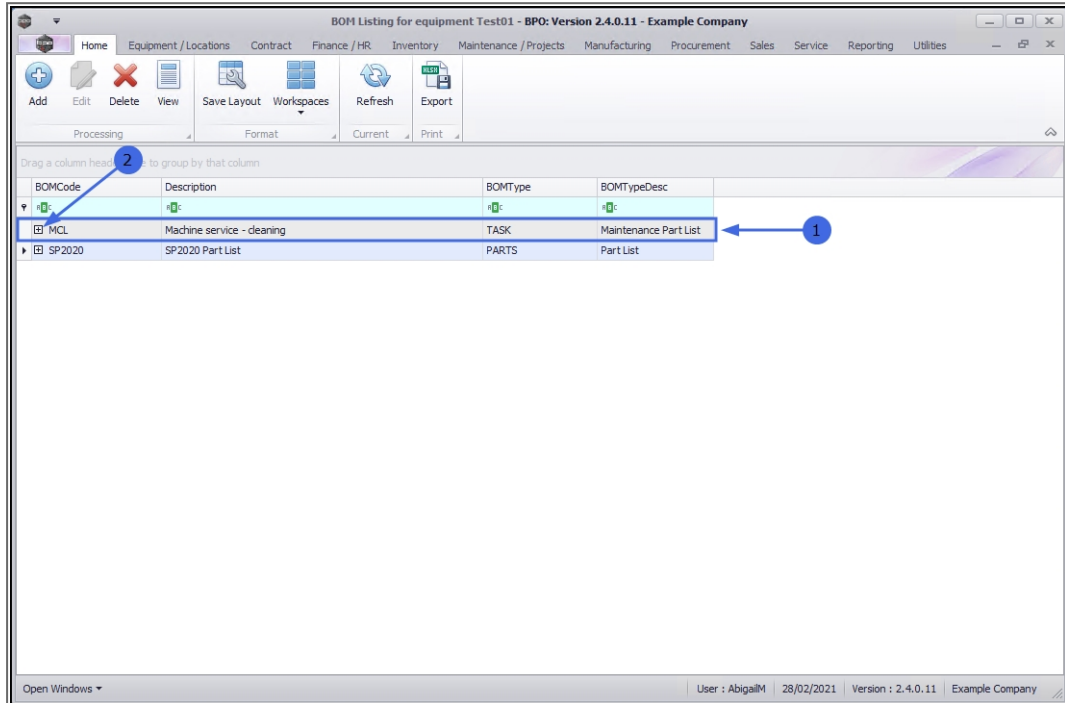 BOM Listing for equipment Test01 - BPO: Version 2.4.0.11 - Example Company
Home Equipment / Locations Contract Finance / HR Inventory Maintenance / Projects Manufacturing Procurement Sales Service Reporting Utilities
Add Edit Delete View Save Layout Workspaces Refresh Export
Processing Format Current Print
Drag a column to group by that column
2
BOMCode Description BOMType BOMTypeDesc
MCL Machine service - cleaning TASK Maintenance Part List
1
SP2020 SP2020 Part List PARTS Part List
Open Windows User : AbigailM 28/02/2021 Version : 2.4.0.11 Example Company